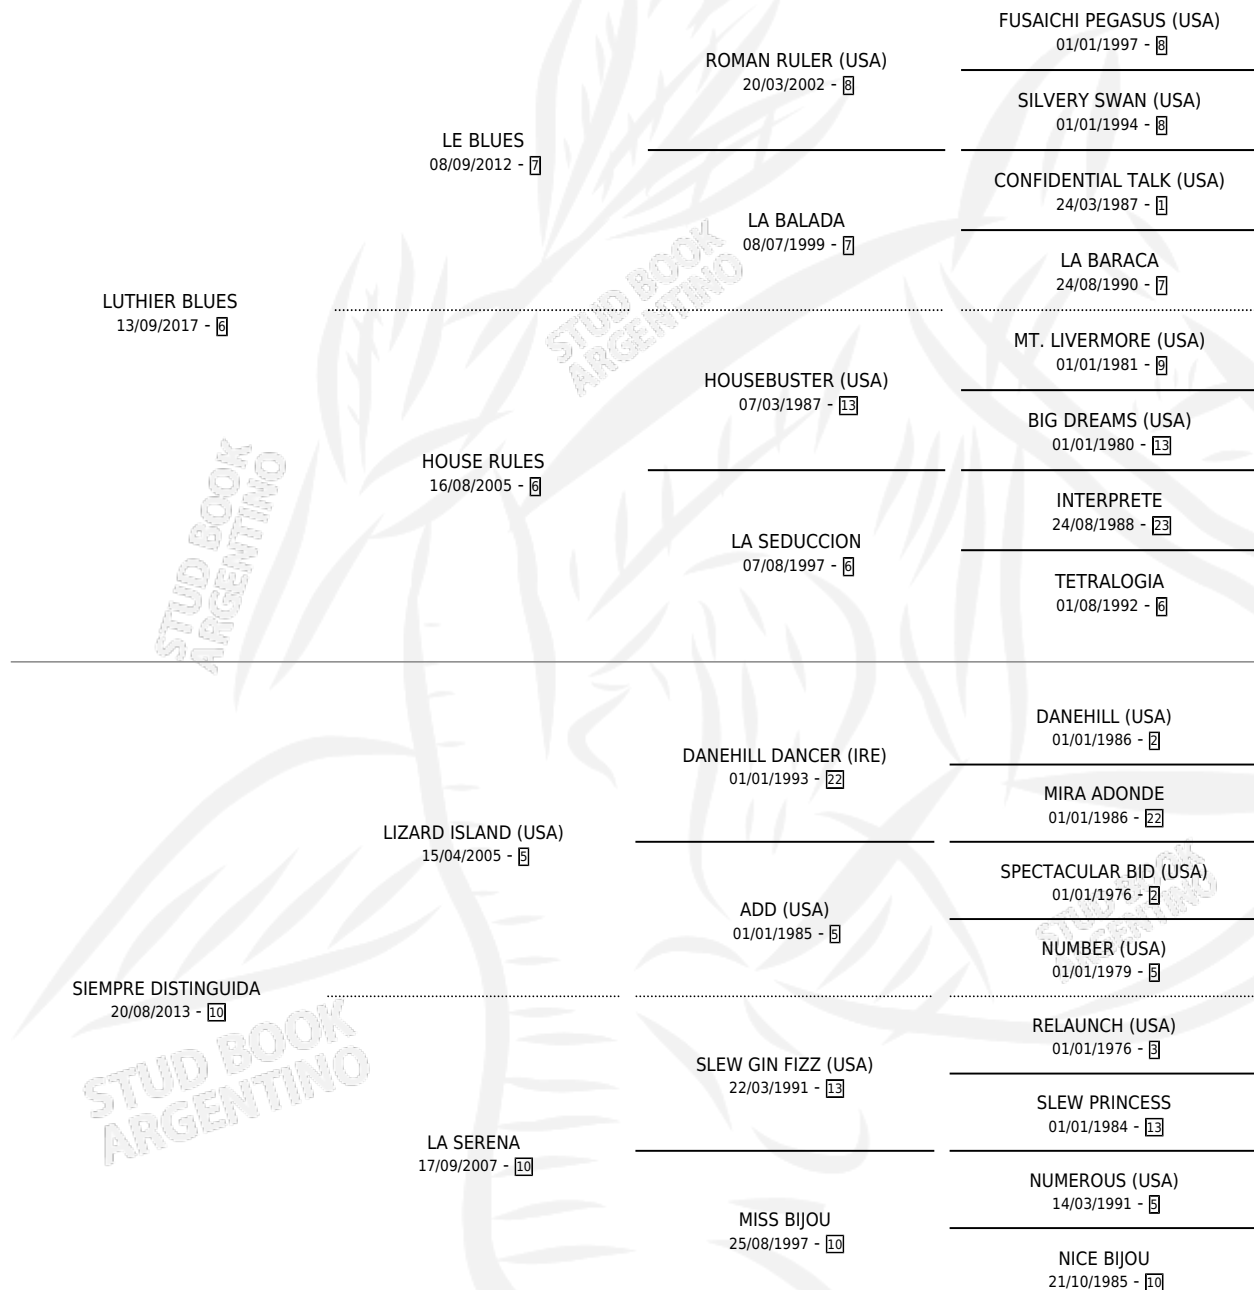 FUSAICHI PEGASUS (USA)
01/01/1997 - 8
ROMAN RULER (USA)
20/03/2002 - 8
SILVERY SWAN (USA)
01/01/1994 - 8
LE BLUES
08/09/2012 - 7
CONFIDENTIAL TALK (USA)
24/03/1987 - 1
LA BALADA
08/07/1999 - 7
LA BARACA
24/08/1990 - 7
STUD BOOK
ARGENTINO
LUTHIER BLUES
13/09/2017 - 6
MT. LIVERMORE (USA)
01/01/1981 - 9
HOUSEBUSTER (USA)
07/03/1987 - 13
BIG DREAMS (USA)
01/01/1980 - 13
HOUSE RULES
16/08/2005 - 6
INTERPRETE
24/08/1988 - 23
LA SEDUCCION
07/08/1997 - 6
TETRALOGIA
01/08/1992 - 6
STUD BOOK
ARGENTINO
DANEHILL (USA)
01/01/1986 - 2
DANEHILL DANCER (IRE)
01/01/1993 - 22
MIRA ADONDE
01/01/1986 - 22
LIZARD ISLAND (USA)
15/04/2005 - 5
SPECTACULAR BID (USA)
01/01/1976 - 2
ADD (USA)
01/01/1985 - 5
NUMBER (USA)
01/01/1979 - 5
STUD BOOK
ARGENTINO
SIEMPRE DISTINGUIDA
20/08/2013 - 10
RELAUNCH (USA)
01/01/1976 - 3
SLEW GIN FIZZ (USA)
22/03/1991 - 13
SLEW PRINCESS
01/01/1984 - 13
LA SERENA
17/09/2007 - 10
NUMEROUS (USA)
14/03/1991 - 5
MISS BIJOU
25/08/1997 - 10
NICE BIJOU
21/10/1985 - 10
STUD BOOK
ARGENTINO